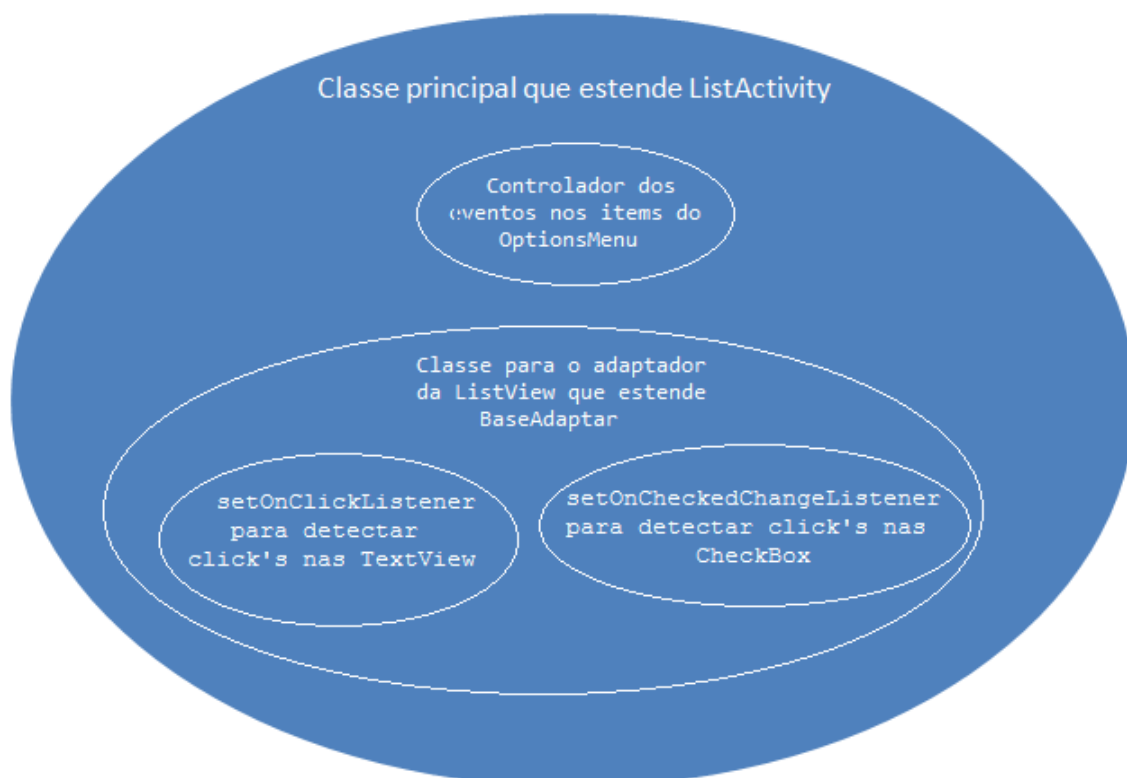 Classe principal que estende ListActivity
Controlador dos
eventos nos items do
OptionsMenu
Classe para o adaptador
da ListView que estende
BaseAdaptar
setOnClickListener
para detectar
click's nas TextView
setOnCheckedChangeListener
para detectar click's nas
CheckBox